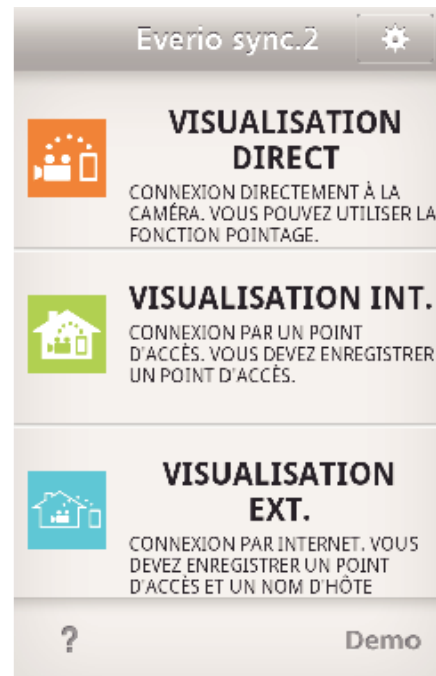 Everio sync.2
VISUALISATION
DIRECT
CONNEXION DIRECTEMENT À LA
CAMÉRA. VOUS POUVEZ UTILISER LA
FONCTION POINTAGE.
VISUALISATION INT.
CONNEXION PAR UN POINT
D'ACCÈS. VOUS DEVEZ ENREGISTRER
UN POINT D'ACCÈS.
VISUALISATION
EXT.
CONNEXION PAR INTERNET. VOUS
DEVEZ ENREGISTRER UN POINT
D'ACCÈS ET UN NOM D'HÔTE
? Demo